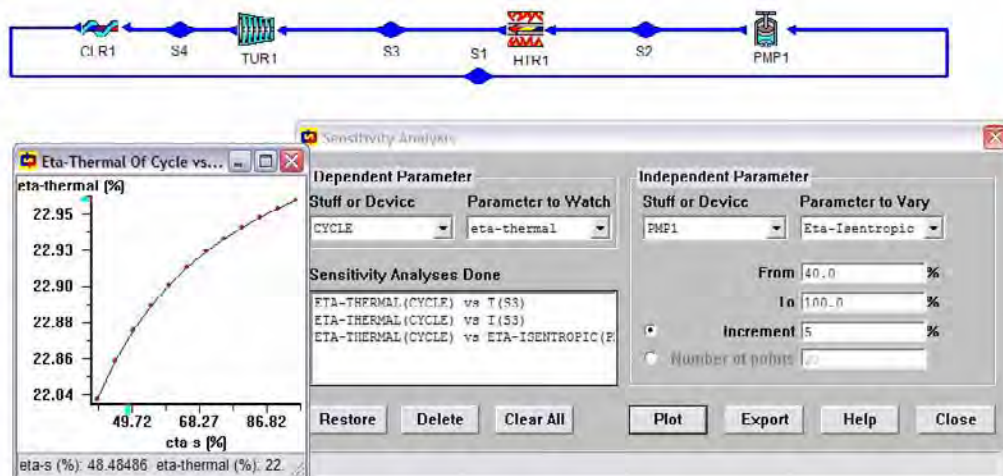 CLR1 S4 TUR1 S3 S1 HTR1 S2 PMP1
Sensitivity Analysis
Eta-Thermal Of Cycle vs...
eta-thermal (%)
22.95
22.93
22.90
22.88
22.86
22.84
49.72 68.27 86.82
eta s (%)
eta-s (%): 48.48486 eta-thermal (%): 22.
Dependent Parameter
Stuff or Device Parameter to Watch
CYCLE eta-thermal
Sensitivity Analyses Done
ETA-THERMAL(CYCLE) vs T(S3)
ETA-THERMAL(CYCLE) vs T(S3)
ETA-THERMAL(CYCLE) vs ETA-ISENTROPIC(P
Independent Parameter
Stuff or Device Parameter to Vary
PMP1 Eta-Isentropic
From 40.0 %
To 100.0 %
Increment 5 %
Number of points
Restore Delete Clear All Plot Export Help Close